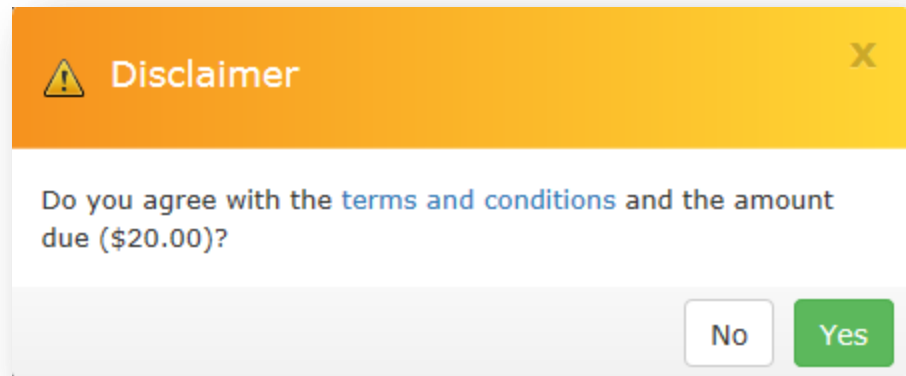 Disclaimer
x
Do you agree with the terms and conditions and the amount
due ($20.00)?
No
Yes